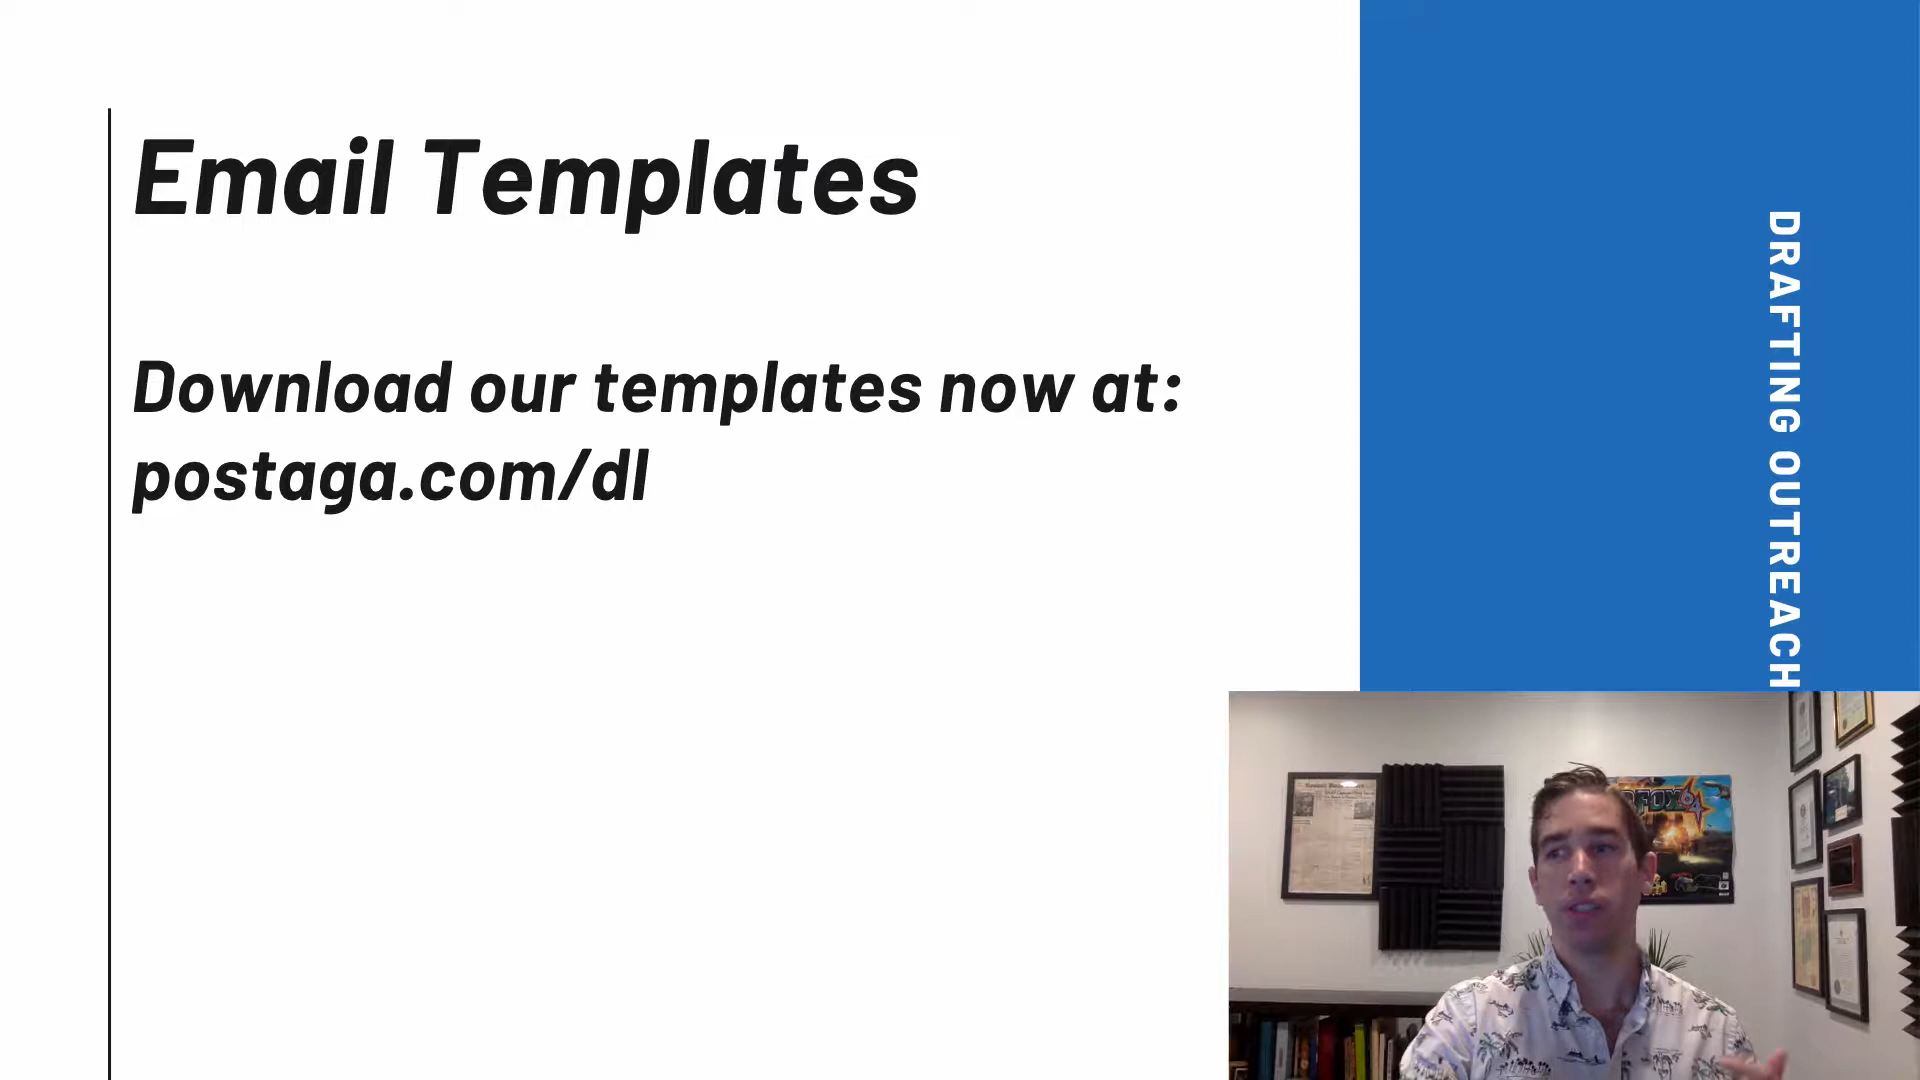 Email Templates
Download our templates now at:
postaga.com/dl
DRAFTING OUTREACH